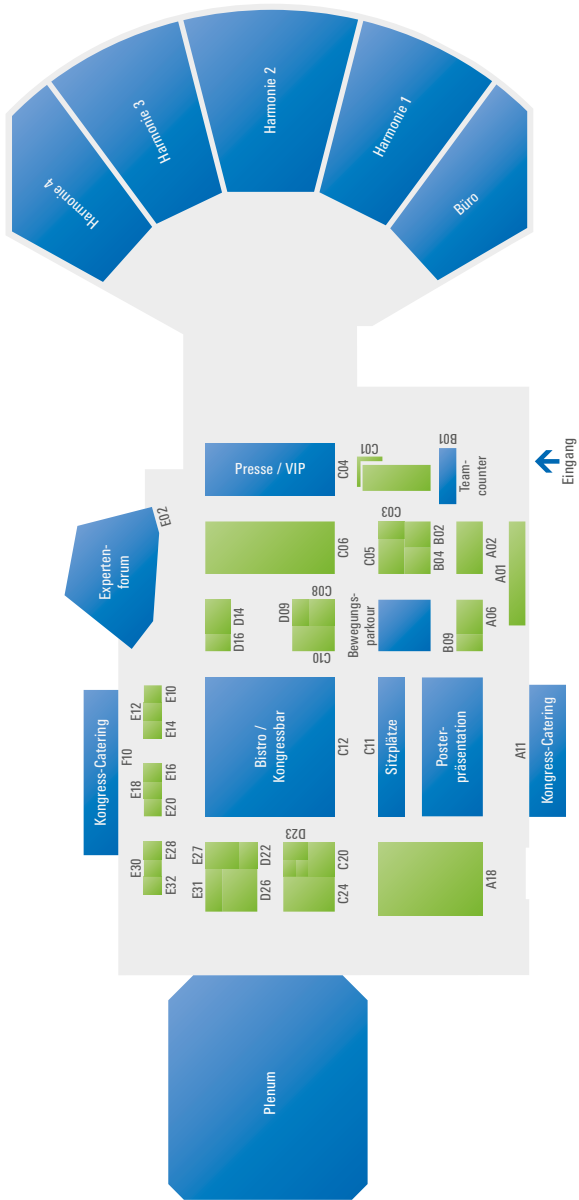 Harmonie 4
Harmonie 3
Harmonie 2
Harmonie 1
Büro
Presse / VIP
C04
C01
B01
Team-
counter
Eingang
E02
Experten-
forum
C06
C05
C03
B04
B02
A02
A01
D16
D14
D09
C08
C10
Bewegungs-
parkour
B09
A06
Kongress-Catering
F10
E12
E14
E10
E18
E20
E16
Bistro /
Kongressbar
C12
C11
Sitzplätze
Poster-
präsentation
A11
Kongress-Catering
E30
E32
E28
E31
E27
D26
D22
D23
C24
C20
A18
Plenum